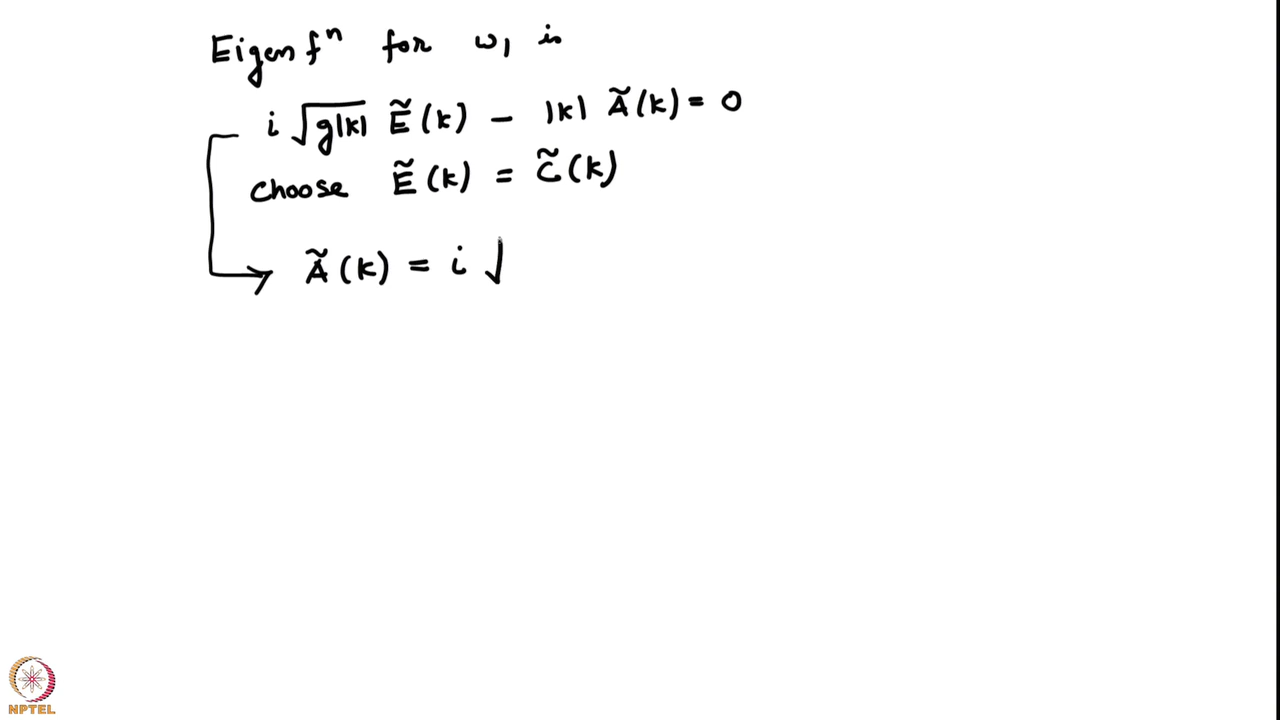 Eigen fⁿ for ω₁ is
i √g|k| Ẽ(k) − |k| Ã(k) = 0
choose Ẽ(k) = C̃(k)
Ã(k) = i √
NPTEL